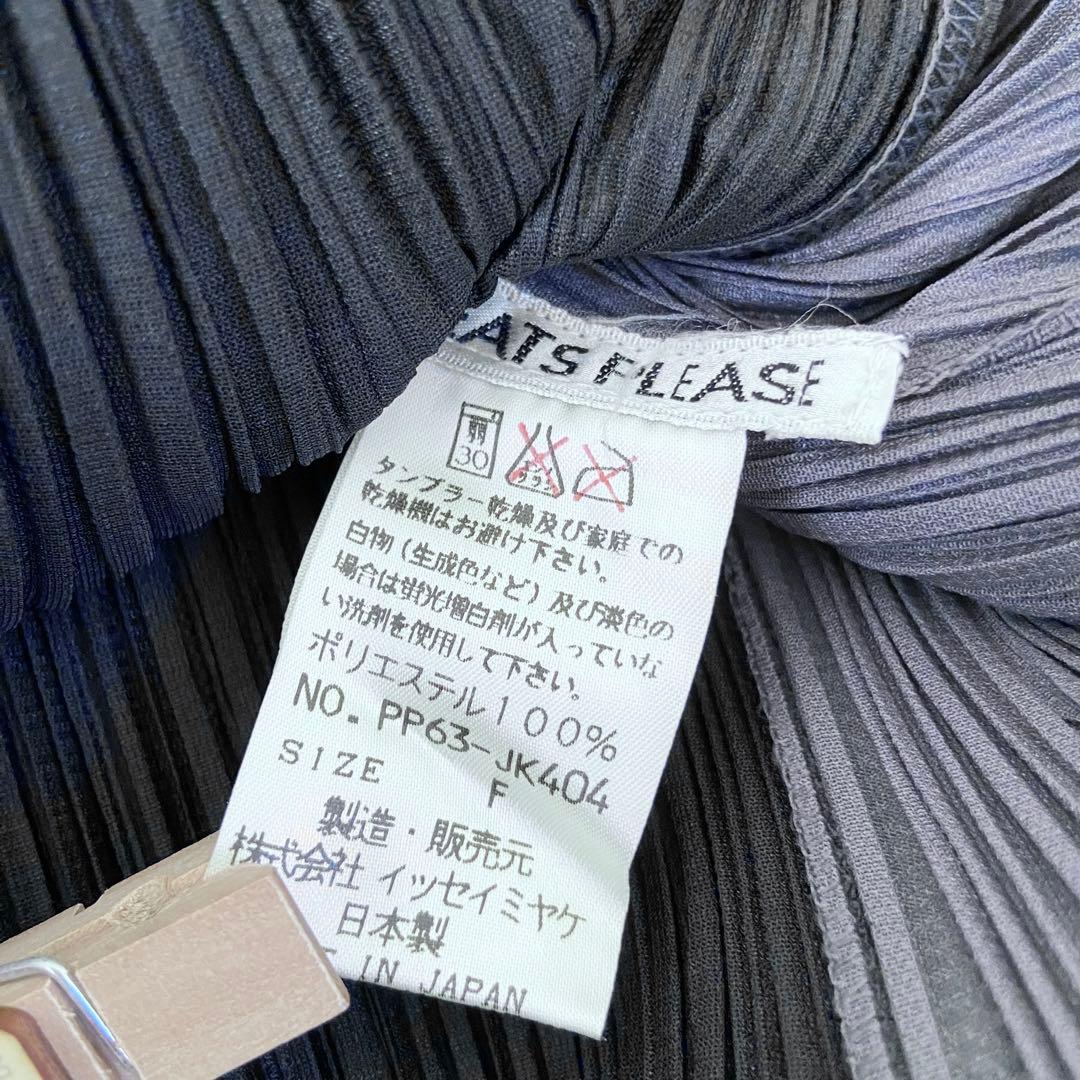 ATS PLEASE
弱
30
タンブラー乾燥及び家庭での
乾燥機はお避け下さい。
白物(生成色など)及び淡色の
場合は蛍光増白剤が入っていな
い洗剤を使用して下さい。
ポリエステル100%
NO. PP63-JK404
SIZE F
製造・販売元
株式会社 イッセイミヤケ
日本製
IN JAPAN